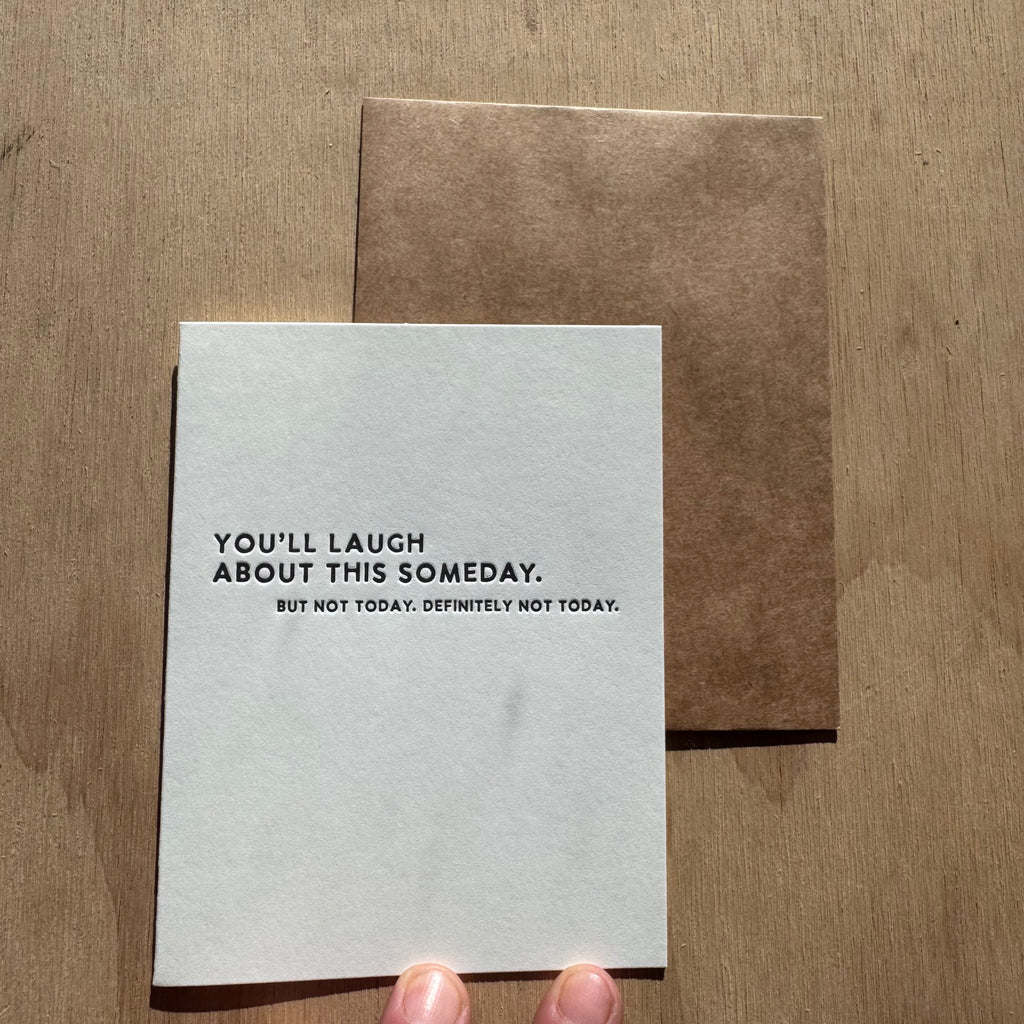 YOU'LL LAUGH
ABOUT THIS SOMEDAY.
BUT NOT TODAY. DEFINITELY NOT TODAY.